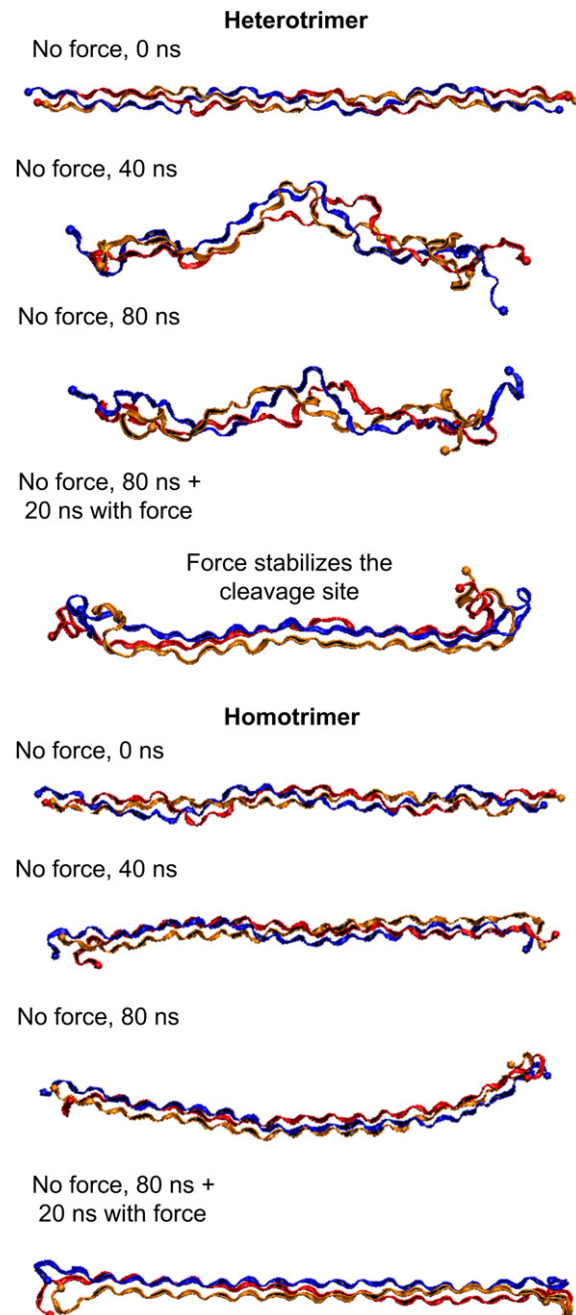 Heterotrimer
No force, 0 ns
No force, 40 ns
No force, 80 ns
No force, 80 ns +
20 ns with force
Force stabilizes the
cleavage site
Homotrimer
No force, 0 ns
No force, 40 ns
No force, 80 ns
No force, 80 ns +
20 ns with force